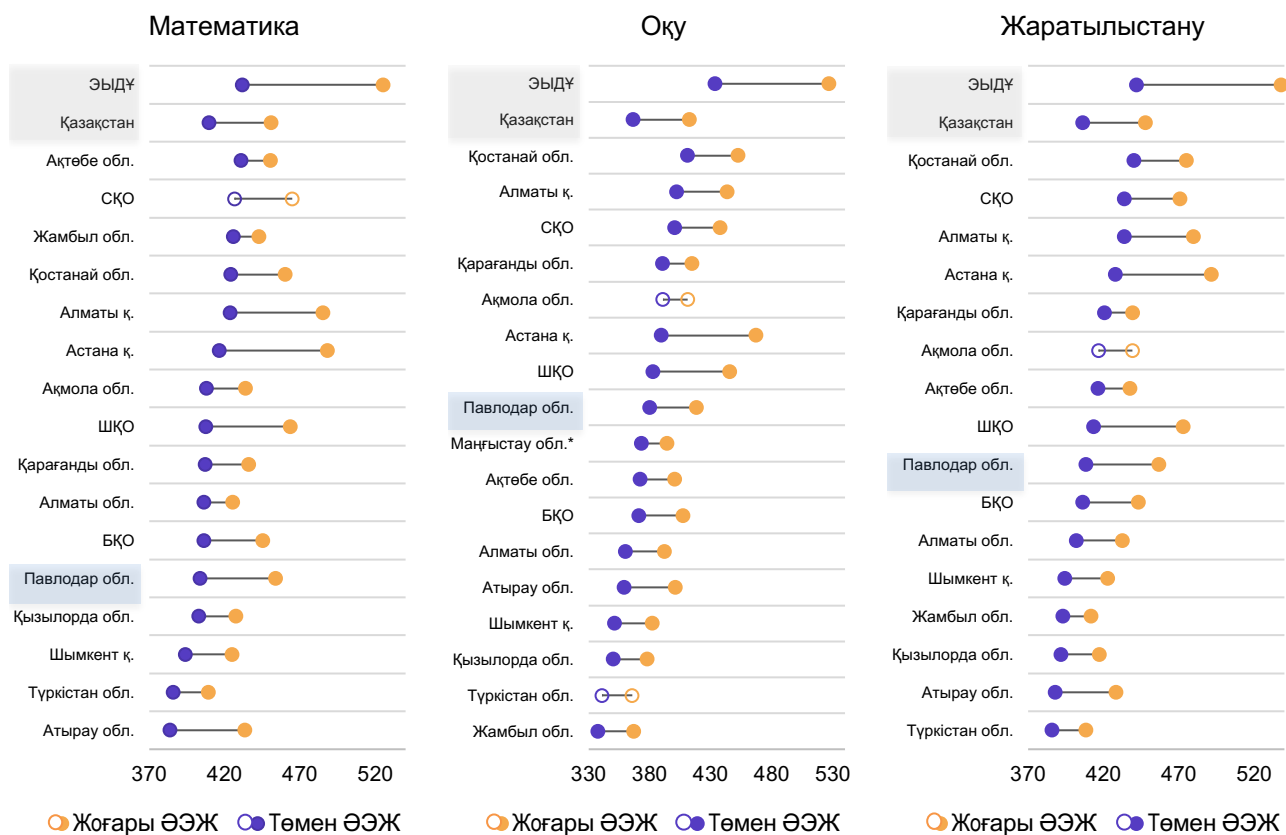 Математика
ЭЫДҰ
Қазақстан
Ақтөбе обл.
СҚО
Жамбыл обл.
Қостанай обл.
Алматы қ.
Астана қ.
Ақмола обл.
ШҚО
Қарағанды обл.
Алматы обл.
БҚО
Павлодар обл.
Қызылорда обл.
Шымкент қ.
Түркістан обл.
Атырау обл.
370 420 470 520
Жоғары ӘЭЖ Төмен ӘЭЖ
Оқу
ЭЫДҰ
Қазақстан
Қостанай обл.
Алматы қ.
СҚО
Қарағанды обл.
Ақмола обл.
Астана қ.
ШҚО
Павлодар обл.
Маңғыстау обл.*
Ақтөбе обл.
БҚО
Алматы обл.
Атырау обл.
Шымкент қ.
Қызылорда обл.
Түркістан обл.
Жамбыл обл.
330 380 430 480 530
Жоғары ӘЭЖ Төмен ӘЭЖ
Жаратылыстану
ЭЫДҰ
Қазақстан
Қостанай обл.
СҚО
Алматы қ.
Астана қ.
Қарағанды обл.
Ақмола обл.
Ақтөбе обл.
ШҚО
Павлодар обл.
БҚО
Алматы обл.
Шымкент қ.
Жамбыл обл.
Қызылорда обл.
Атырау обл.
Түркістан обл.
370 420 470 520
Жоғары ӘЭЖ Төмен ӘЭЖ